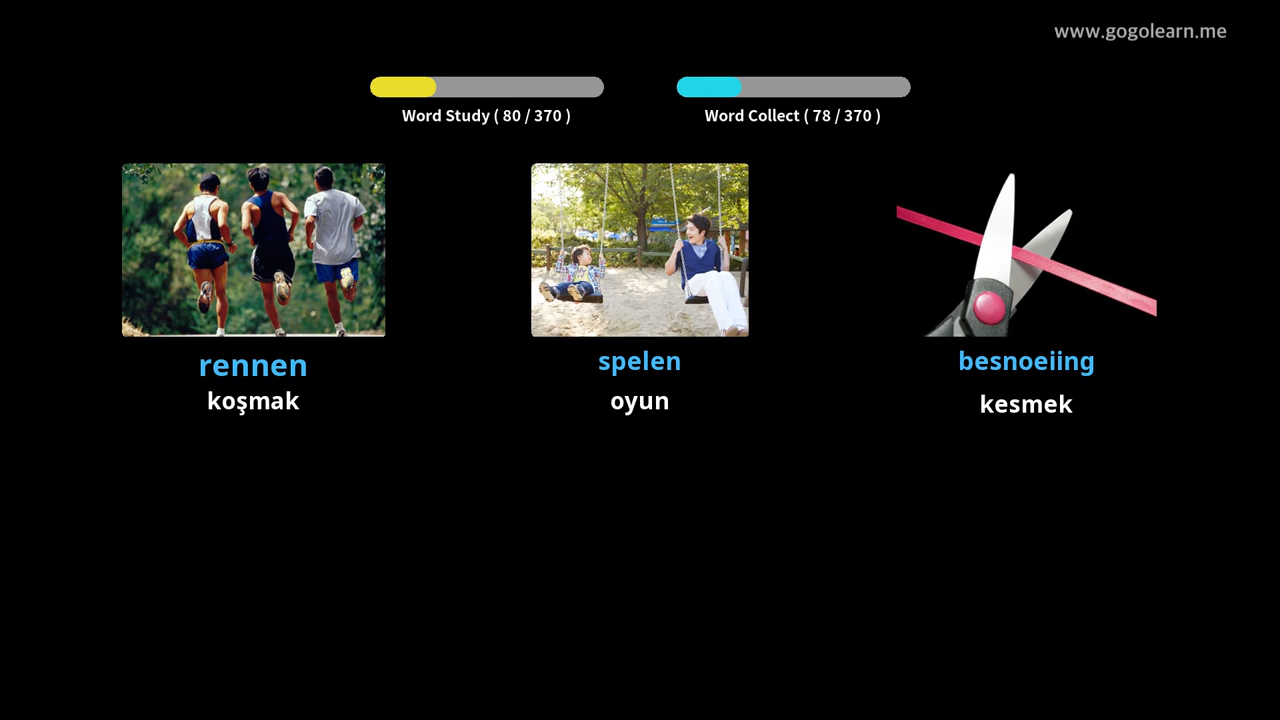 www.gogolearn.me
Word Study ( 80 / 370 )
Word Collect ( 78 / 370 )
rennen
koşmak
spelen
oyun
besnoeiing
kesmek